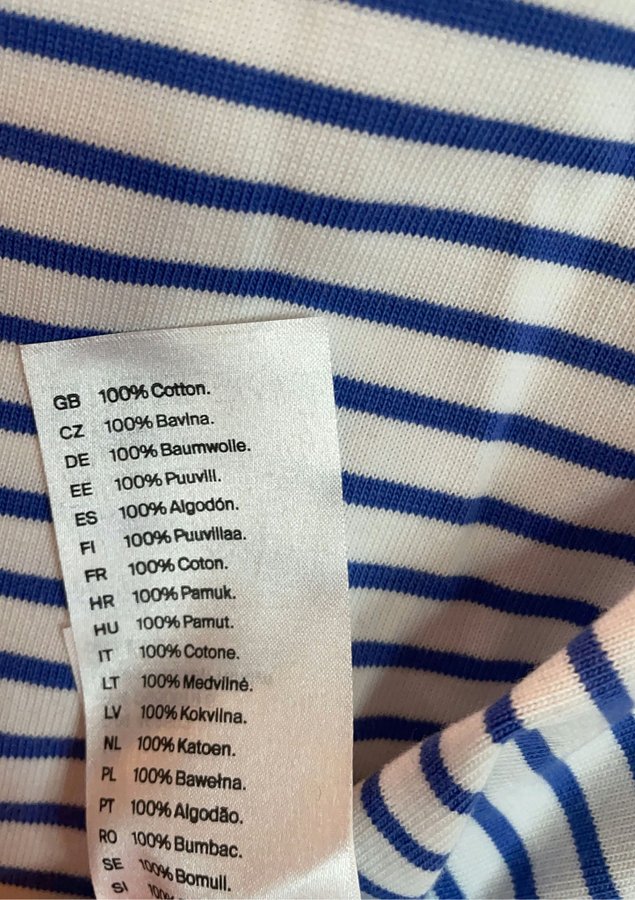 GB 100% Cotton.
CZ 100% Bavlna.
DE 100% Baumwolle.
EE 100% Puuvill.
ES 100% Algodón.
FI 100% Puuvillaa.
FR 100% Coton.
HR 100% Pamuk.
HU 100% Pamut.
IT 100% Cotone.
LT 100% Medvilnė.
LV 100% Kokvilna.
NL 100% Katoen.
PL 100% Bawełna.
PT 100% Algodão.
RO 100% Bumbac.
SE 100% Bomull.
SI 100%